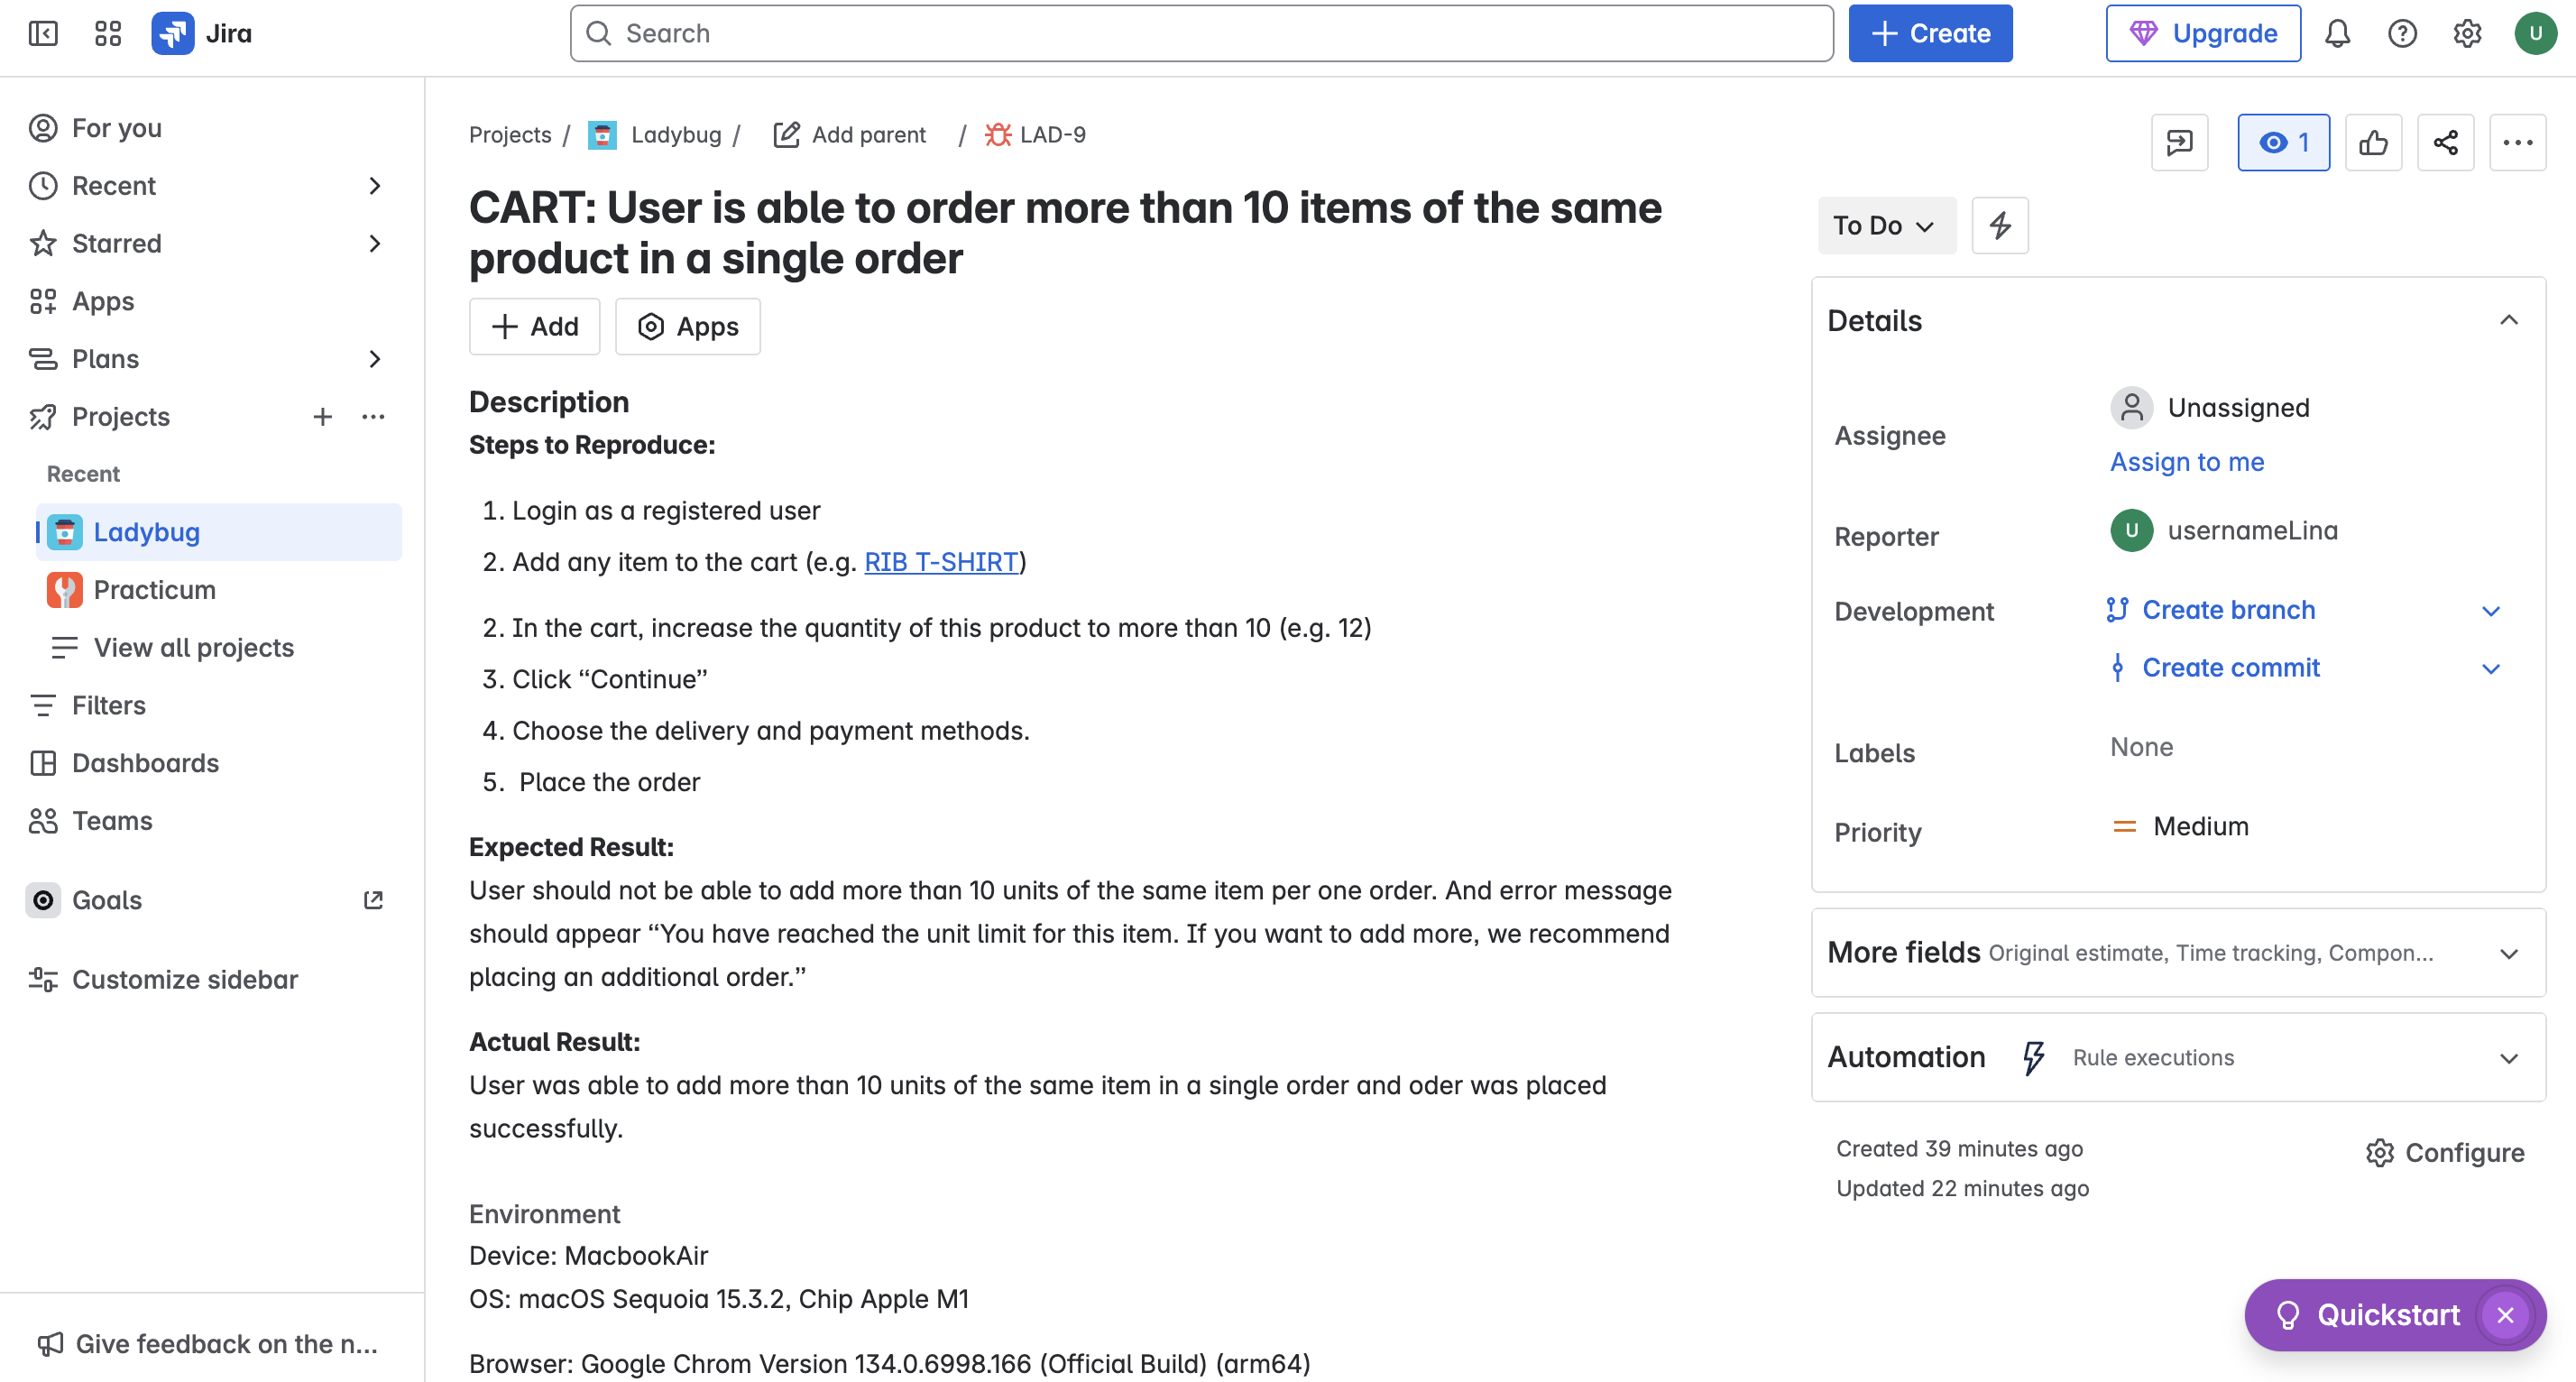 Jira
Search
Create
Upgrade
U
For you
Recent
Starred
Apps
Plans
Projects
Recent
Ladybug
Practicum
View all projects
Filters
Dashboards
Teams
Goals
Customize sidebar
Give feedback on the n...
Projects / Ladybug / Add parent / LAD-9
CART: User is able to order more than 10 items of the same
product in a single order
Add
Apps
Description
Steps to Reproduce:
1. Login as a registered user
2. Add any item to the cart (e.g. RIB T-SHIRT)
2. In the cart, increase the quantity of this product to more than 10 (e.g. 12)
3. Click “Continue”
4. Choose the delivery and payment methods.
5. Place the order
Expected Result:
User should not be able to add more than 10 units of the same item per one order. And error message
should appear “You have reached the unit limit for this item. If you want to add more, we recommend
placing an additional order.”
Actual Result:
User was able to add more than 10 units of the same item in a single order and oder was placed
successfully.
Environment
Device: MacbookAir
OS: macOS Sequoia 15.3.2, Chip Apple M1
Browser: Google Chrom Version 134.0.6998.166 (Official Build) (arm64)
1
To Do
Details
Assignee
Unassigned
Assign to me
Reporter
U usernameLina
Development
Create branch
Create commit
Labels
None
Priority
Medium
More fields Original estimate, Time tracking, Compon...
Automation Rule executions
Created 39 minutes ago
Configure
Updated 22 minutes ago
Quickstart